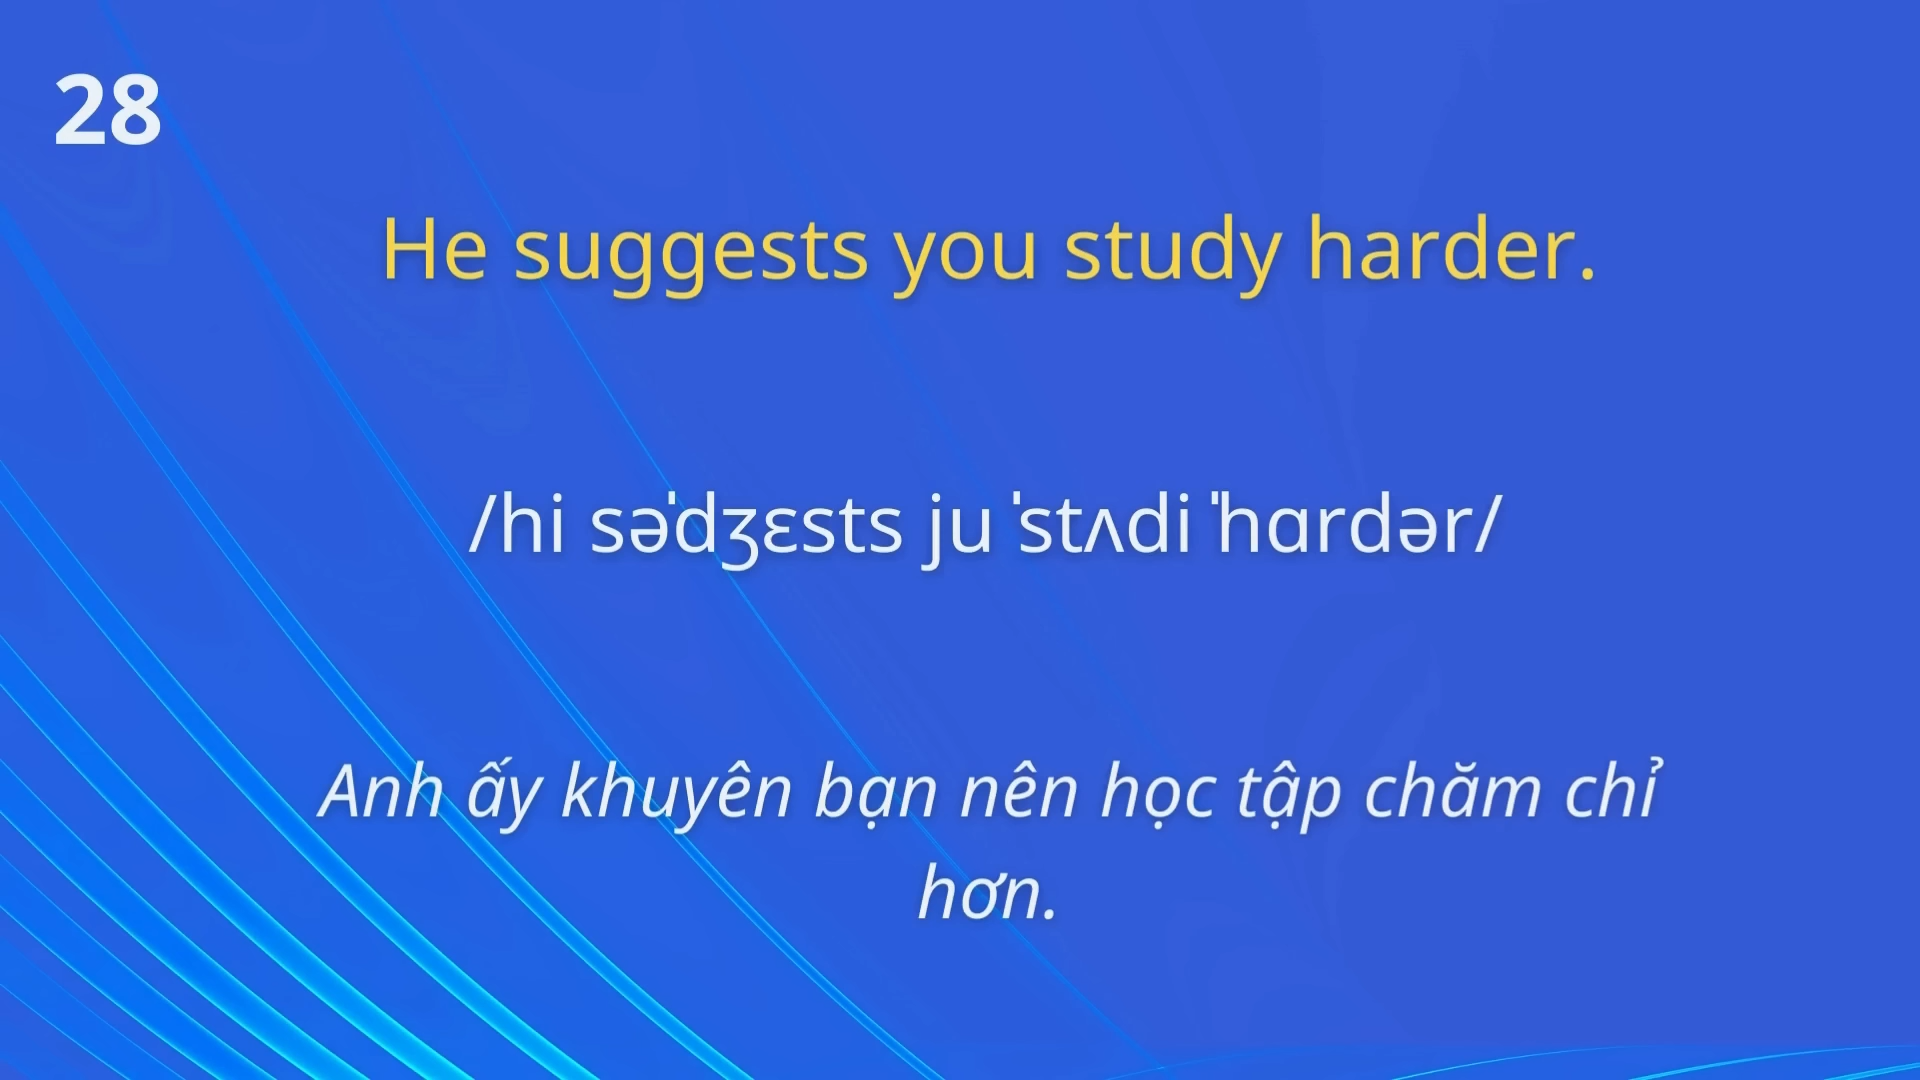 28
He suggests you study harder.
/hi səˈdʒɛsts ju ˈstʌdi ˈhɑrdər/
Anh ấy khuyên bạn nên học tập chăm chỉ
hơn.